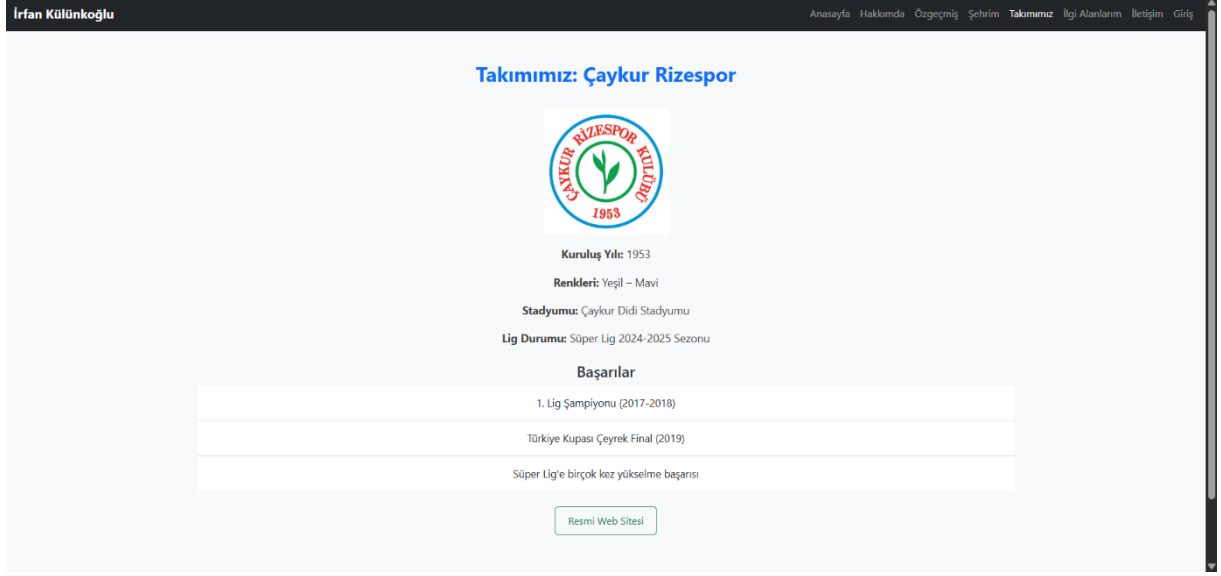 İrfan Külünkoğlu
Anasayfa Hakkımda Özgeçmiş Şehrim Takımımız İlgi Alanlarım İletişim Giriş
Takımımız: Çaykur Rizespor
ÇAYKUR RİZESPOR KULÜBÜ
1953
Kuruluş Yılı: 1953
Renkleri: Yeşil – Mavi
Stadyumu: Çaykur Didi Stadyumu
Lig Durumu: Süper Lig 2024-2025 Sezonu
Başarılar
1. Lig Şampiyonu (2017-2018)
Türkiye Kupası Çeyrek Final (2019)
Süper Lig'e birçok kez yükselme başarısı
Resmi Web Sitesi